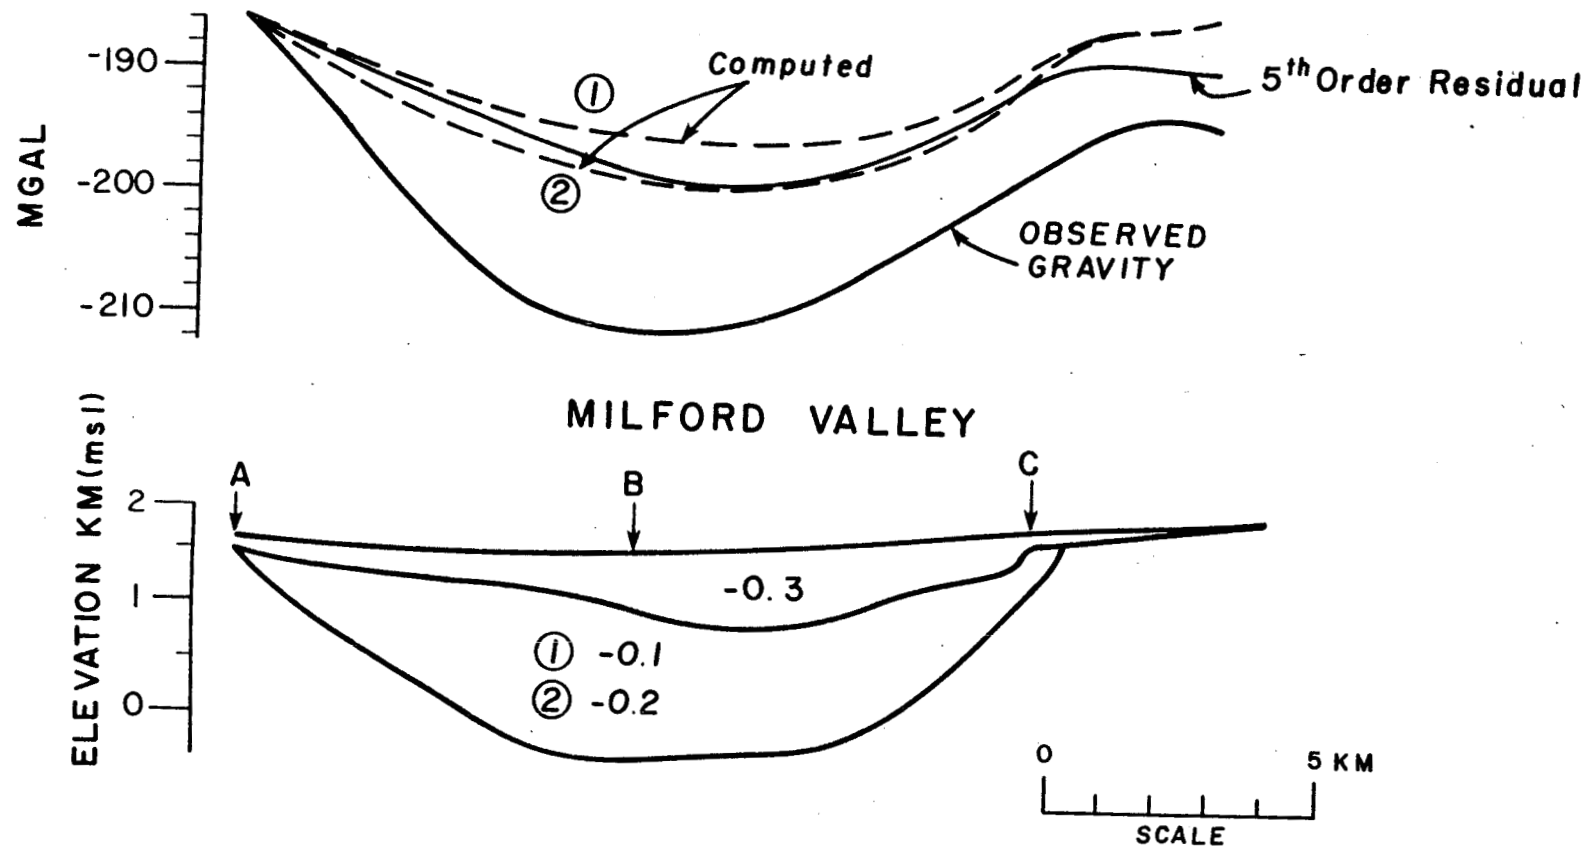 -190
-200
-210
MGAL
Computed
①
②
5th Order Residual
OBSERVED
GRAVITY
MILFORD VALLEY
A
B
C
ELEVATION KM(msl)
2
1
0
-0.3
① -0.1
② -0.2
0
5 KM
SCALE